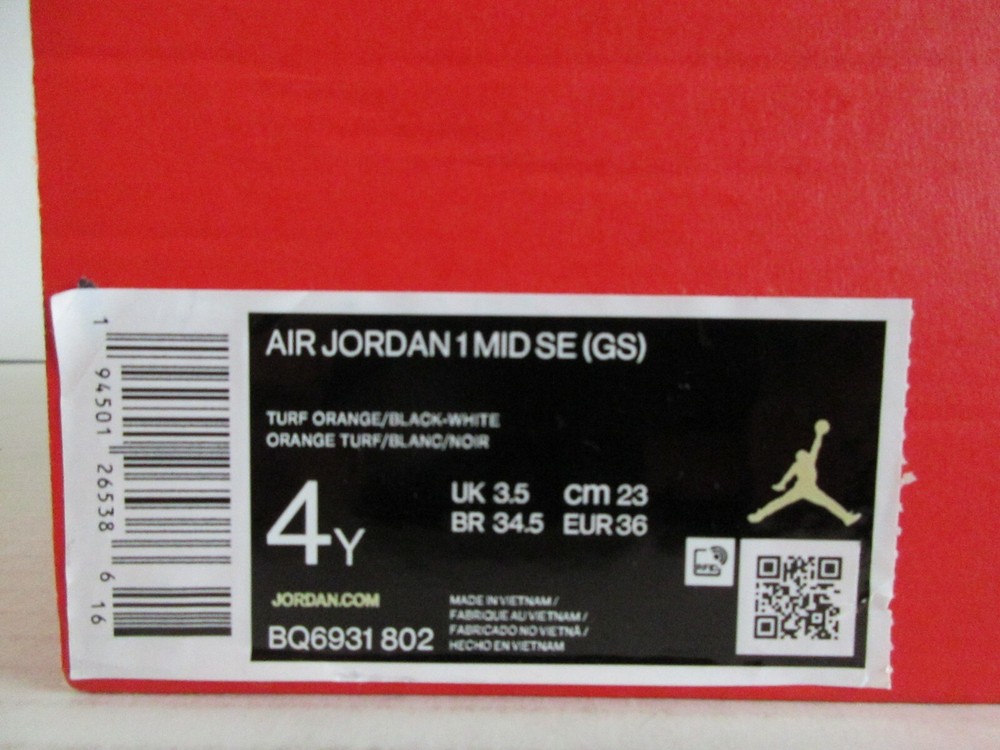 AIR JORDAN 1 MID SE (GS)
TURF ORANGE/BLACK-WHITE
ORANGE TURF/BLANC/NOIR
4Y
UK 3.5 cm 23
BR 34.5 EUR 36
JORDAN.COM
BQ6931 802
MADE IN VIETNAM /
FABRIQUE AU VIETNAM /
FABRICADO NO VIETNÃ /
HECHO EN VIETNAM
RFID
1 94501 26538 6 16